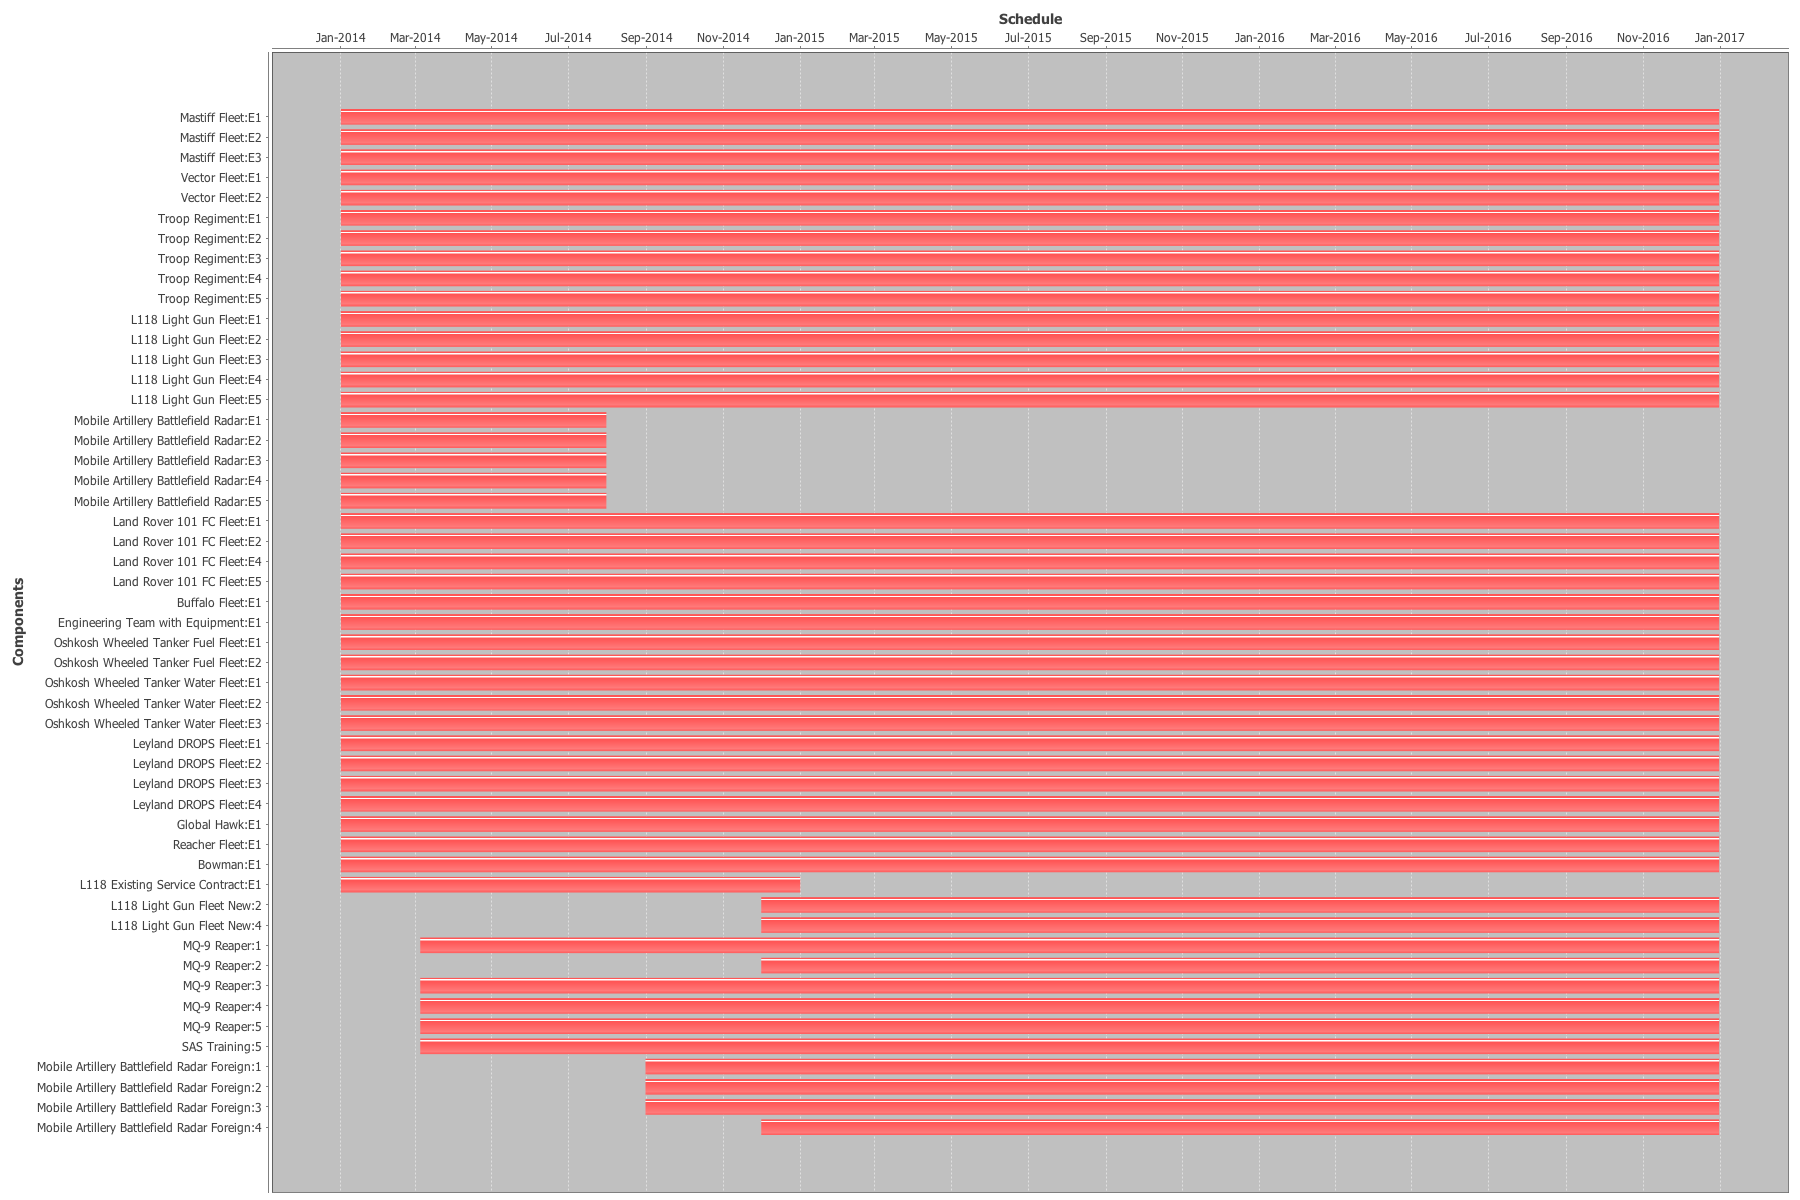 Schedule
Jan-2014 Mar-2014 May-2014 Jul-2014 Sep-2014 Nov-2014 Jan-2015 Mar-2015 May-2015 Jul-2015 Sep-2015 Nov-2015 Jan-2016 Mar-2016 May-2016 Jul-2016 Sep-2016 Nov-2016 Jan-2017
Components
Mastiff Fleet:E1
Mastiff Fleet:E2
Mastiff Fleet:E3
Vector Fleet:E1
Vector Fleet:E2
Troop Regiment:E1
Troop Regiment:E2
Troop Regiment:E3
Troop Regiment:E4
Troop Regiment:E5
L118 Light Gun Fleet:E1
L118 Light Gun Fleet:E2
L118 Light Gun Fleet:E3
L118 Light Gun Fleet:E4
L118 Light Gun Fleet:E5
Mobile Artillery Battlefield Radar:E1
Mobile Artillery Battlefield Radar:E2
Mobile Artillery Battlefield Radar:E3
Mobile Artillery Battlefield Radar:E4
Mobile Artillery Battlefield Radar:E5
Land Rover 101 FC Fleet:E1
Land Rover 101 FC Fleet:E2
Land Rover 101 FC Fleet:E4
Land Rover 101 FC Fleet:E5
Buffalo Fleet:E1
Engineering Team with Equipment:E1
Oshkosh Wheeled Tanker Fuel Fleet:E1
Oshkosh Wheeled Tanker Fuel Fleet:E2
Oshkosh Wheeled Tanker Water Fleet:E1
Oshkosh Wheeled Tanker Water Fleet:E2
Oshkosh Wheeled Tanker Water Fleet:E3
Leyland DROPS Fleet:E1
Leyland DROPS Fleet:E2
Leyland DROPS Fleet:E3
Leyland DROPS Fleet:E4
Global Hawk:E1
Reacher Fleet:E1
Bowman:E1
L118 Existing Service Contract:E1
L118 Light Gun Fleet New:2
L118 Light Gun Fleet New:4
MQ-9 Reaper:1
MQ-9 Reaper:2
MQ-9 Reaper:3
MQ-9 Reaper:4
MQ-9 Reaper:5
SAS Training:5
Mobile Artillery Battlefield Radar Foreign:1
Mobile Artillery Battlefield Radar Foreign:2
Mobile Artillery Battlefield Radar Foreign:3
Mobile Artillery Battlefield Radar Foreign:4